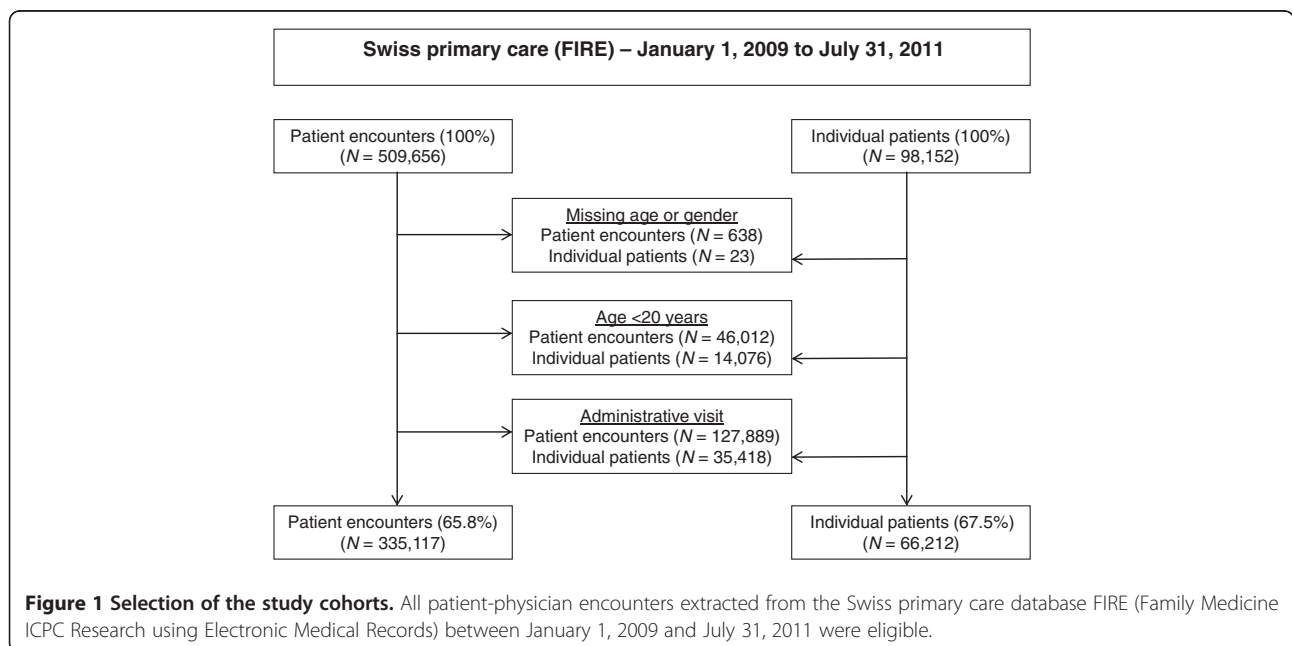 Swiss primary care (FIRE) – January 1, 2009 to July 31, 2011
Patient encounters (100%)
(N = 509,656)
Individual patients (100%)
(N = 98,152)
Missing age or gender
Patient encounters (N = 638)
Individual patients (N = 23)
Age <20 years
Patient encounters (N = 46,012)
Individual patients (N = 14,076)
Administrative visit
Patient encounters (N = 127,889)
Individual patients (N = 35,418)
Patient encounters (65.8%)
(N = 335,117)
Individual patients (67.5%)
(N = 66,212)
Figure 1 Selection of the study cohorts. All patient-physician encounters extracted from the Swiss primary care database FIRE (Family Medicine
ICPC Research using Electronic Medical Records) between January 1, 2009 and July 31, 2011 were eligible.